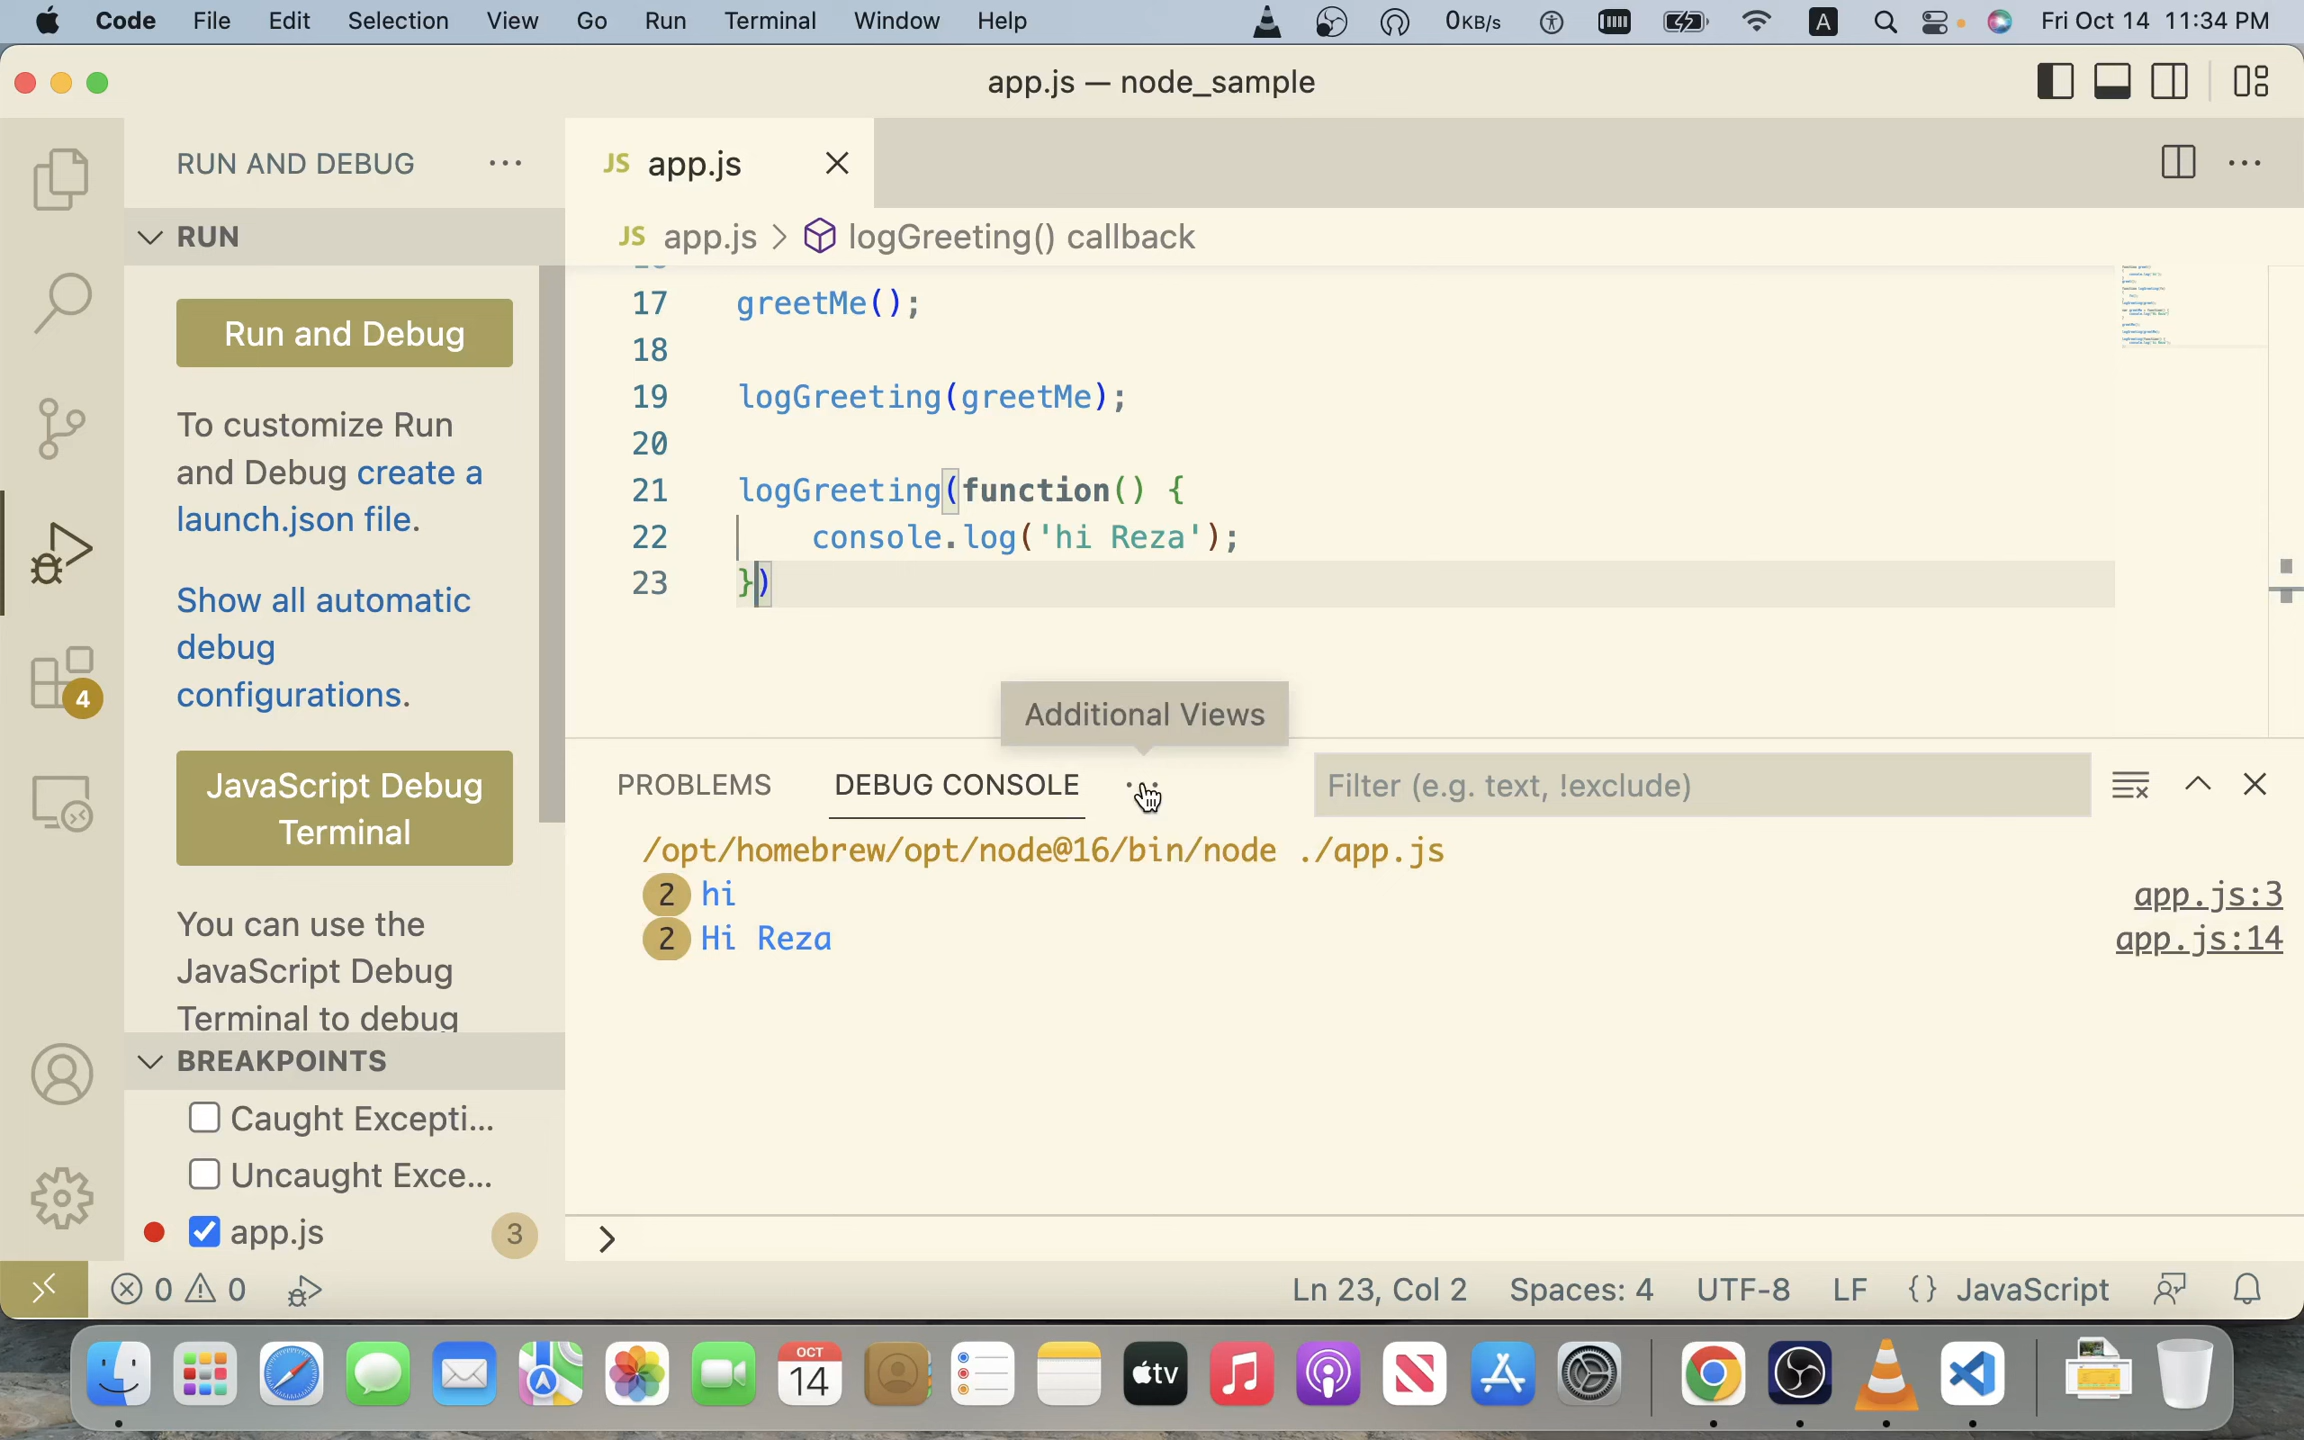 Code File Edit Selection View Go Run Terminal Window Help 0KB/s A Fri Oct 14 11:34 PM
app.js — node_sample
RUN AND DEBUG ...
RUN
Run and Debug
To customize Run
and Debug create a
launch.json file.
Show all automatic
debug
configurations.
JavaScript Debug
Terminal
You can use the
JavaScript Debug
Terminal to debug
BREAKPOINTS
Caught Excepti...
Uncaught Exce...
app.js 3
4
JS app.js
JS app.js > logGreeting() callback
17 greetMe();
18
19 logGreeting(greetMe);
20
21 logGreeting(function() {
22 console.log('hi Reza');
23 })
Additional Views
PROBLEMS DEBUG CONSOLE Filter (e.g. text, !exclude)
/opt/homebrew/opt/node@16/bin/node ./app.js
2 hi app.js:3
2 Hi Reza app.js:14
>
0 0 Ln 23, Col 2 Spaces: 4 UTF-8 LF {} JavaScript
OCT
14
tv